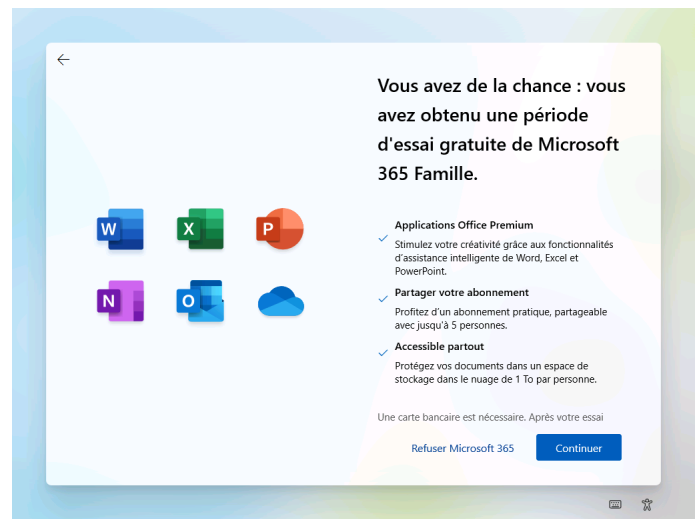 Vous avez de la chance : vous
avez obtenu une période
d'essai gratuite de Microsoft
365 Famille.
W
X
P
N
O
Applications Office Premium
Stimulez votre créativité grâce aux fonctionnalités
d'assistance intelligente de Word, Excel et
PowerPoint.
Partager votre abonnement
Profitez d'un abonnement pratique, partageable
avec jusqu'à 5 personnes.
Accessible partout
Protégez vos documents dans un espace de
stockage dans le nuage de 1 To par personne.
Une carte bancaire est nécessaire. Après votre essai
Refuser Microsoft 365
Continuer